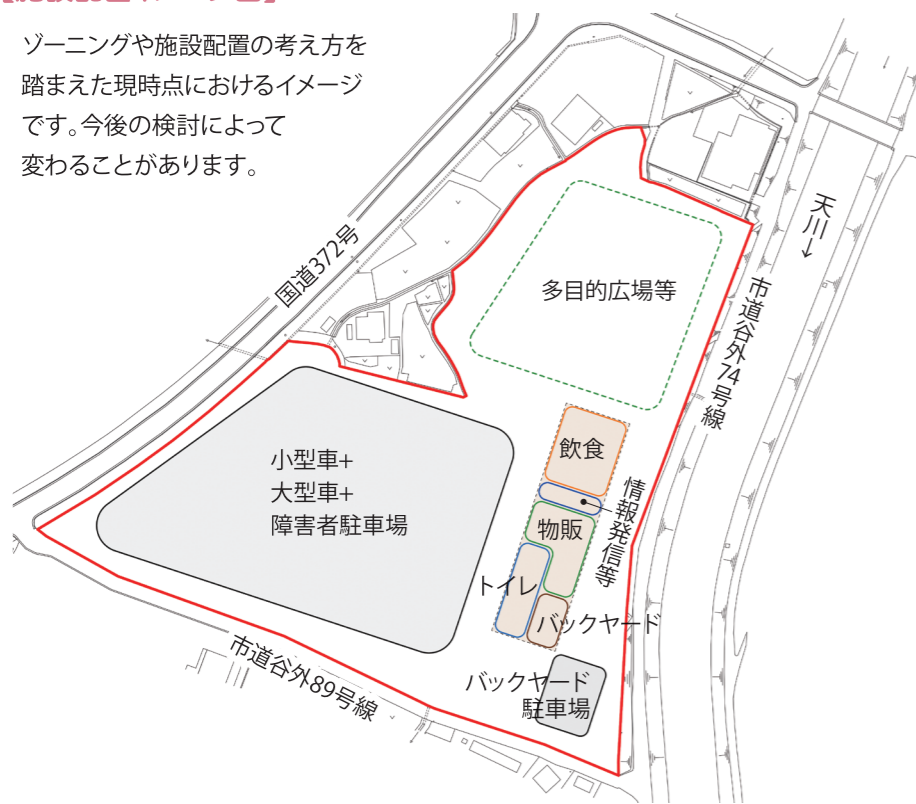 ゾーニングや施設配置の考え方を
踏まえた現時点におけるイメージ
です。今後の検討によって
変わることがあります。
国道372号
天川↓
多目的広場等
市道谷外74号線
飲食
小型車+
大型車+
障害者駐車場
情報発信等
物販
トイレ
バックヤード
市道谷外89号線
バックヤード
駐車場